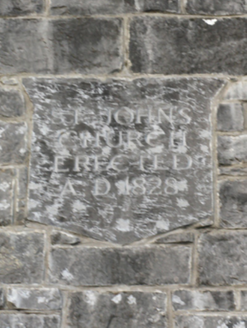 ST. JOHNS
CHURCH
ERECTED
A.D. 1828